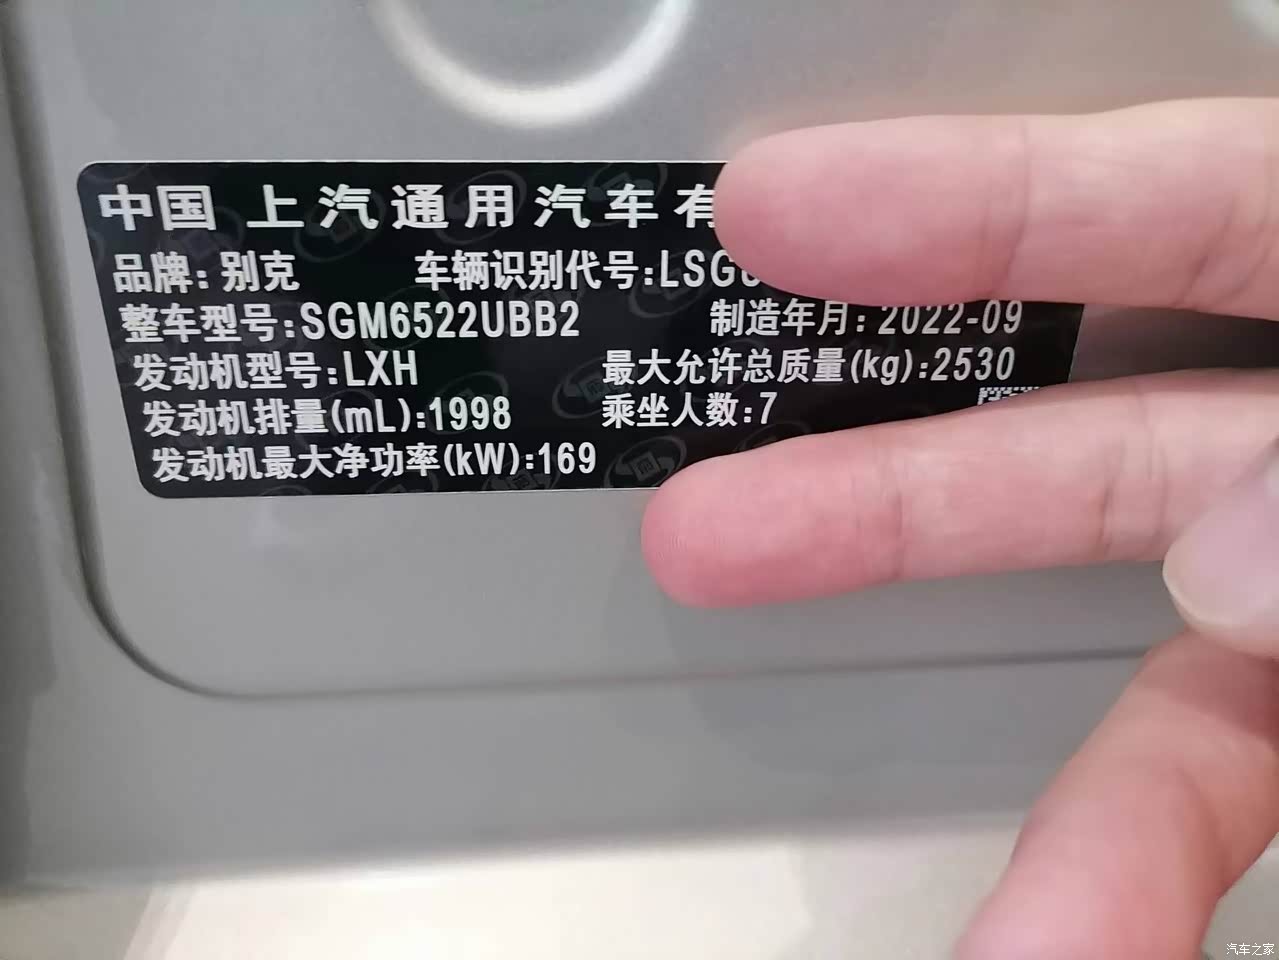 中国 上汽通用汽车有
品牌:别克 车辆识别代号:LSG
整车型号:SGM6522UBB2 制造年月:2022-09
发动机型号:LXH 最大允许总质量(kg):2530
发动机排量(mL):1998 乘坐人数:7
发动机最大净功率(kW):169
汽车之家